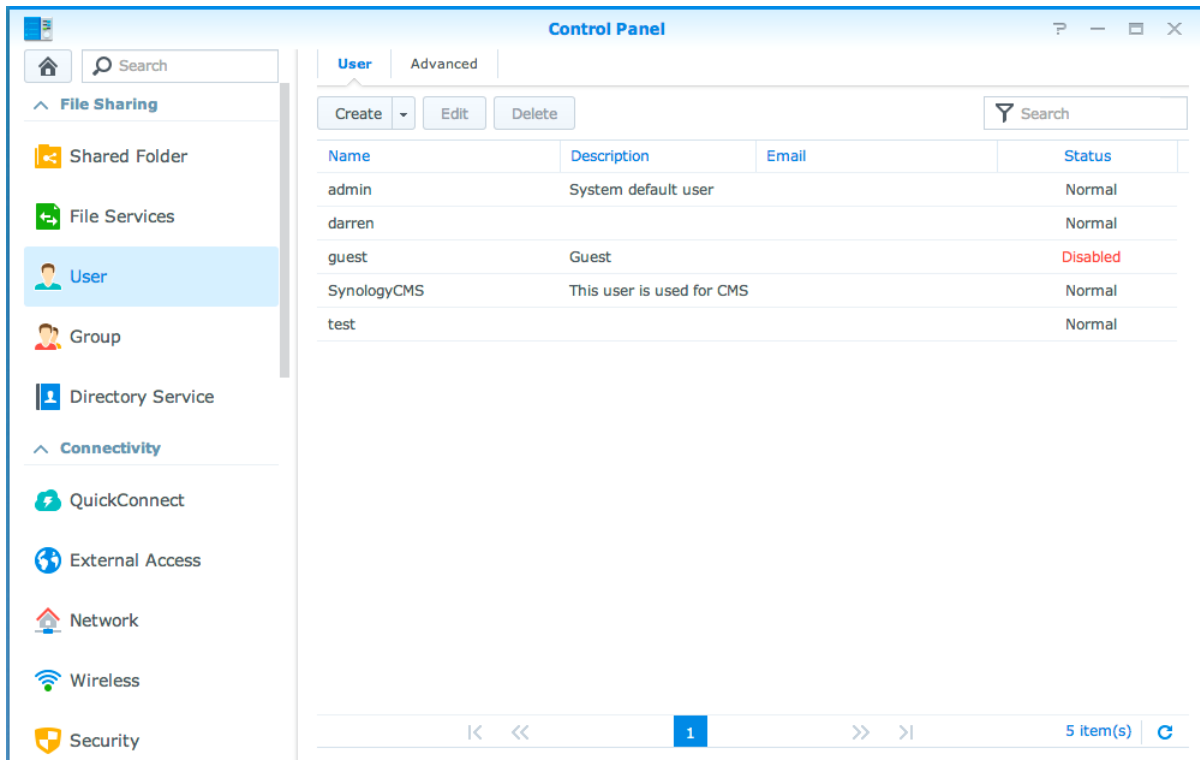 Control Panel
Search
File Sharing
Shared Folder
File Services
User
Group
Directory Service
Connectivity
QuickConnect
External Access
Network
Wireless
Security
User Advanced
Create Edit Delete Search
Name Description Email Status
admin System default user Normal
darren Normal
guest Guest Disabled
SynologyCMS This user is used for CMS Normal
test Normal
1 5 item(s)